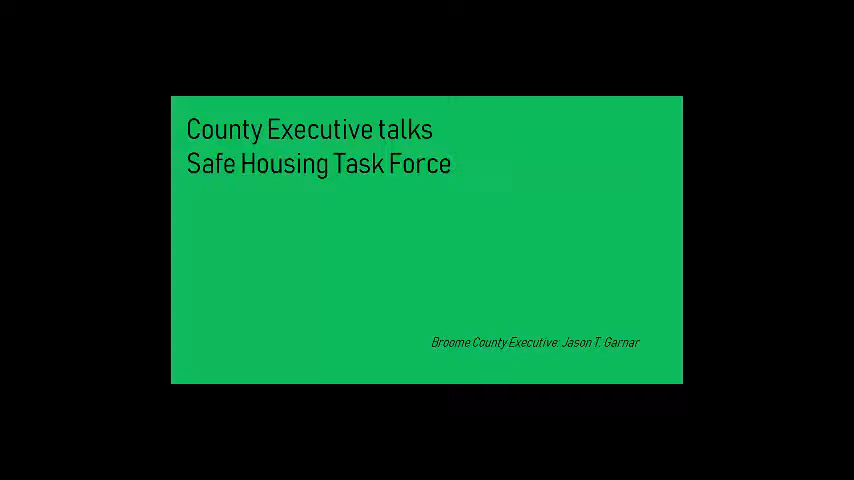 County Executive talks
Safe Housing Task Force
Broome County Executive: Jason T. Garnar